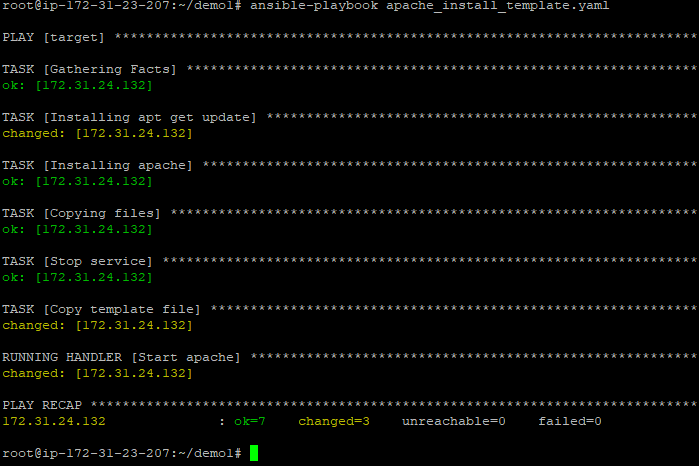 root@ip-172-31-23-207:~/demo1# ansible-playbook apache_install_template.yaml
PLAY [target] *************************************************************************
TASK [Gathering Facts] ****************************************************************
ok: [172.31.24.132]
TASK [Installing apt get update] ******************************************************
changed: [172.31.24.132]
TASK [Installing apache] **************************************************************
ok: [172.31.24.132]
TASK [Copying files] ******************************************************************
ok: [172.31.24.132]
TASK [Stop service] *******************************************************************
ok: [172.31.24.132]
TASK [Copy template file] *************************************************************
changed: [172.31.24.132]
RUNNING HANDLER [Start apache] ********************************************************
changed: [172.31.24.132]
PLAY RECAP ****************************************************************************
172.31.24.132              : ok=7    changed=3    unreachable=0    failed=0
root@ip-172-31-23-207:~/demo1#